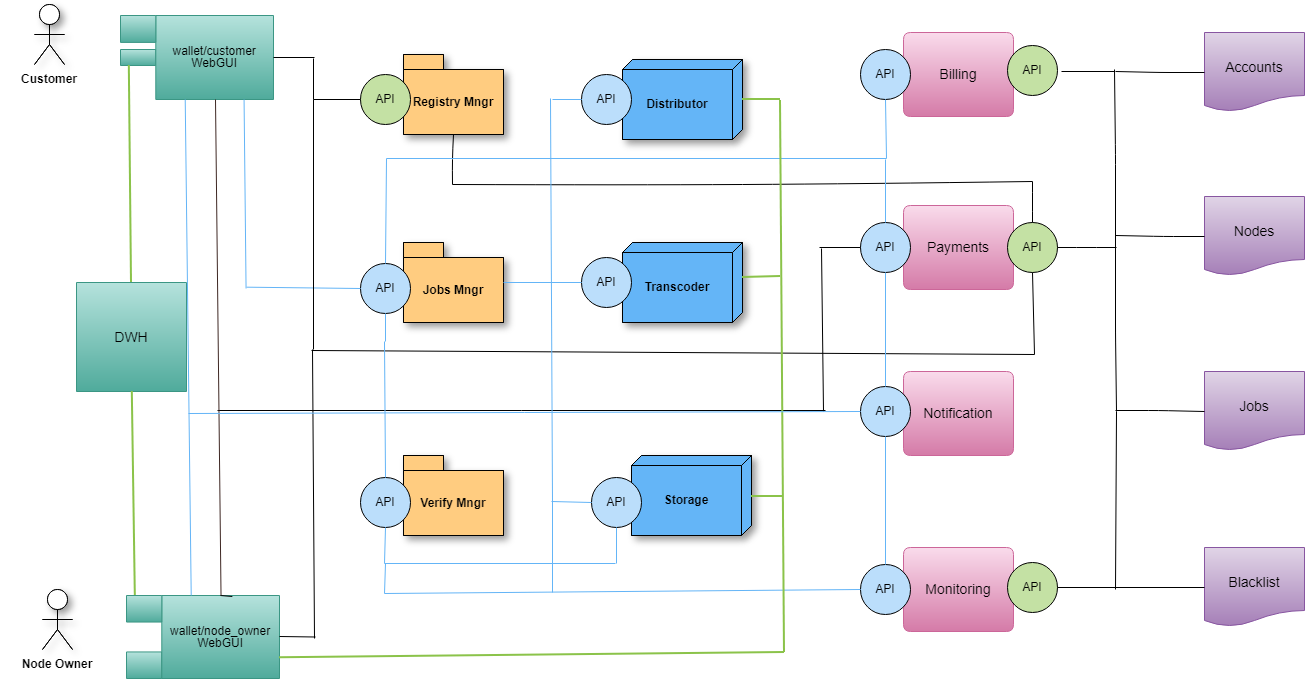 Customer
wallet/customer
WebGUI
API
Registry Mngr
API
Distributor
API
Billing
API
Accounts
API
Jobs Mngr
API
Transcoder
API
Payments
API
Nodes
DWH
API
Notification
Jobs
API
Verify Mngr
API
Storage
API
Monitoring
API
Blacklist
wallet/node_owner
WebGUI
Node Owner